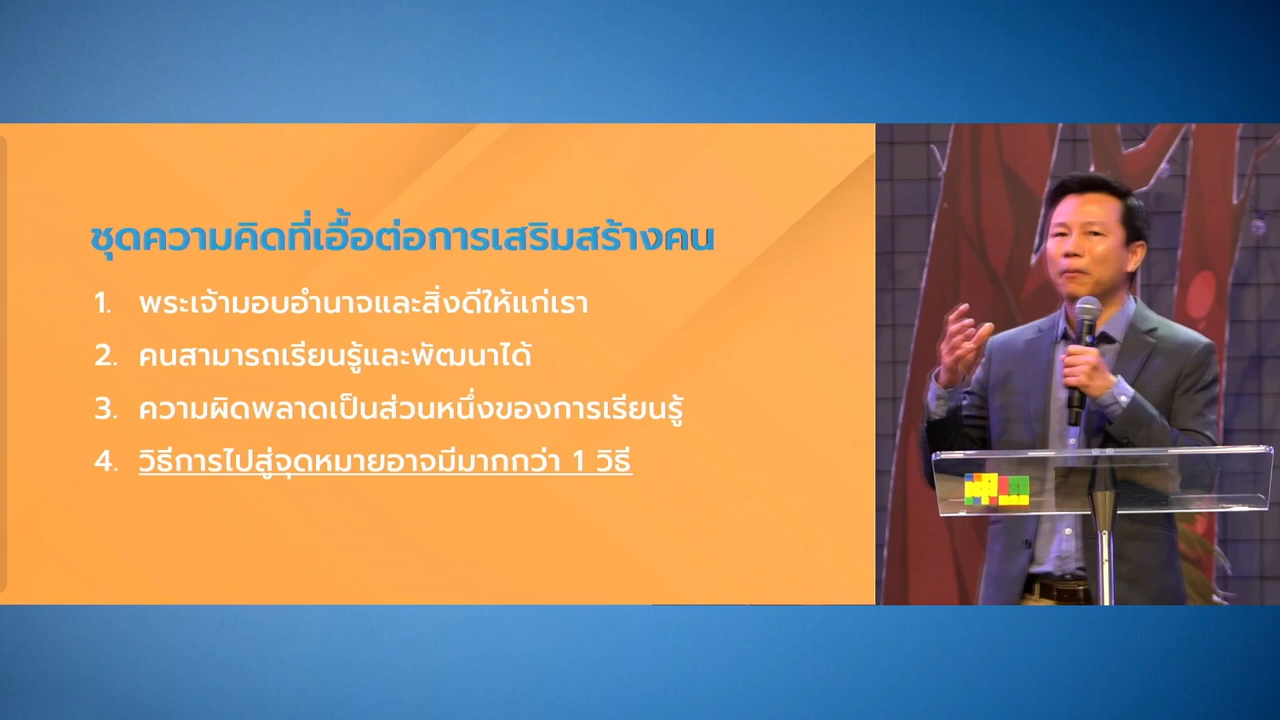 ชุดความคิดที่เอื้อต่อการเสริมสร้างคน
1. พระเจ้ามอบอำนาจและสิ่งดีให้แก่เรา
2. คนสามารถเรียนรู้และพัฒนาได้
3. ความผิดพลาดเป็นส่วนหนึ่งของการเรียนรู้
4. วิธีการไปสู่จุดหมายอาจมีมากกว่า 1 วิธี